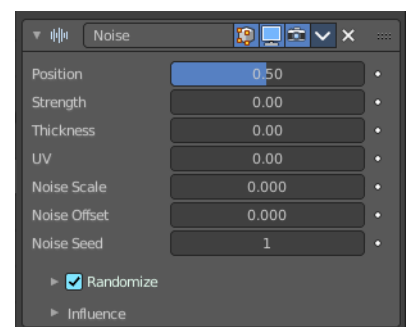 Noise
Position 0.50
Strength 0.00
Thickness 0.00
UV 0.00
Noise Scale 0.000
Noise Offset 0.000
Noise Seed 1
Randomize
Influence